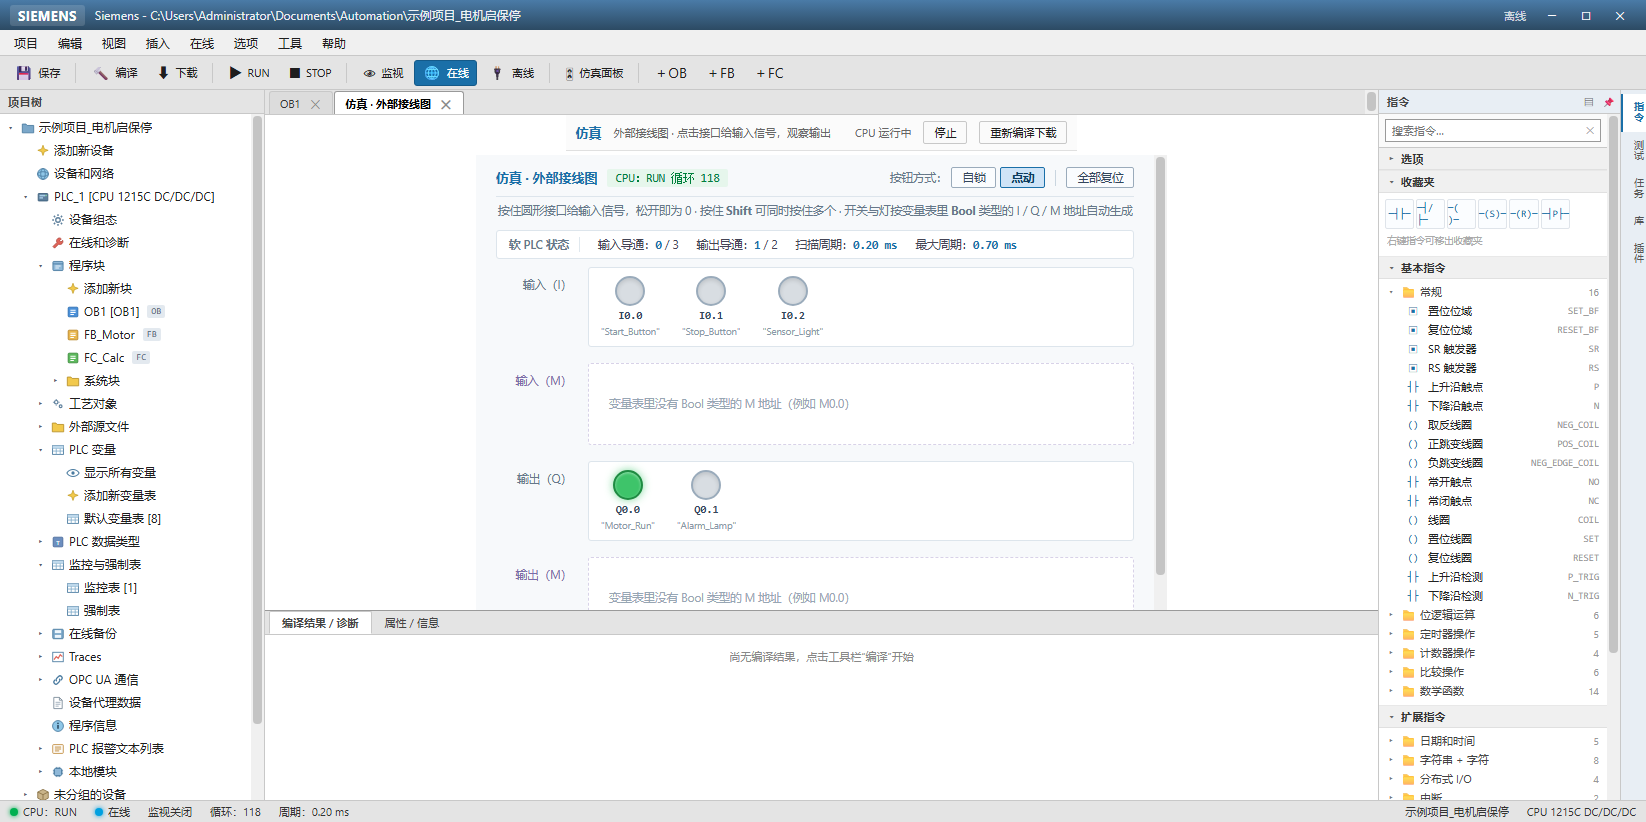 SIEMENS Siemens - C:\Users\Administrator\Documents\Automation\示例项目_电机启保停 离线
项目 编辑 视图 插入 在线 选项 工具 帮助
保存 编译 下载 RUN STOP 监视 在线 离线 仿真面板 +OB +FB +FC
项目树
示例项目_电机启保停
添加新设备
设备和网络
PLC_1 [CPU 1215C DC/DC/DC]
设备组态
在线和诊断
程序块
添加新块
OB1 [OB1] OB
FB_Motor FB
FC_Calc FC
系统块
工艺对象
外部源文件
PLC 变量
显示所有变量
添加新变量表
默认变量表 [8]
PLC 数据类型
监控与强制表
监控表 [1]
强制表
在线备份
Traces
OPC UA 通信
设备代理数据
程序信息
PLC 报警文本列表
本地模块
未分组的设备
OB1 仿真 · 外部接线图
仿真 外部接线图 · 点击接口给输入信号，观察输出 CPU 运行中 停止 重新编译下载
仿真 · 外部接线图 CPU：RUN 循环 118 按钮方式： 自锁 点动 全部复位
按住圆形接口给输入信号，松开即为 0 · 按住 Shift 可同时按住多个 · 开关与灯按变量表里 Bool 类型的 I / Q / M 地址自动生成
软 PLC 状态 输入导通：0 / 3 输出导通：1 / 2 扫描周期：0.20 ms 最大周期：0.70 ms
输入（I）
I0.0 I0.1 I0.2
"Start_Button" "Stop_Button" "Sensor_Light"
输入（M）
变量表里没有 Bool 类型的 M 地址（例如 M0.0）
输出（Q）
Q0.0 Q0.1
"Motor_Run" "Alarm_Lamp"
输出（M）
变量表里没有 Bool 类型的 M 地址（例如 M0.0）
编译结果 / 诊断 属性 / 信息
尚无编译结果，点击工具栏“编译”开始
指令
搜索指令...
选项
收藏夹
⊣⊢ ⊣/⊢ −( )− −(S)− −(R)− ⊣P⊢
右键指令可移出收藏夹
基本指令
常规 16
置位位域 SET_BF
复位位域 RESET_BF
SR 触发器 SR
RS 触发器 RS
上升沿触点 P
下降沿触点 N
取反线圈 NEG_COIL
正跳变线圈 POS_COIL
负跳变线圈 NEG_EDGE_COIL
常开触点 NO
常闭触点 NC
线圈 COIL
置位线圈 SET
复位线圈 RESET
上升沿检测 P_TRIG
下降沿检测 N_TRIG
位逻辑运算 6
定时器操作 5
计数器操作 4
比较操作 6
数学函数 14
扩展指令
日期和时间 5
字符串 + 字符 8
分布式 I/O 4
中断 2
指令
测试
任务
库
插件
CPU：RUN 在线 监视关闭 循环：118 周期：0.20 ms 示例项目_电机启保停 CPU 1215C DC/DC/DC